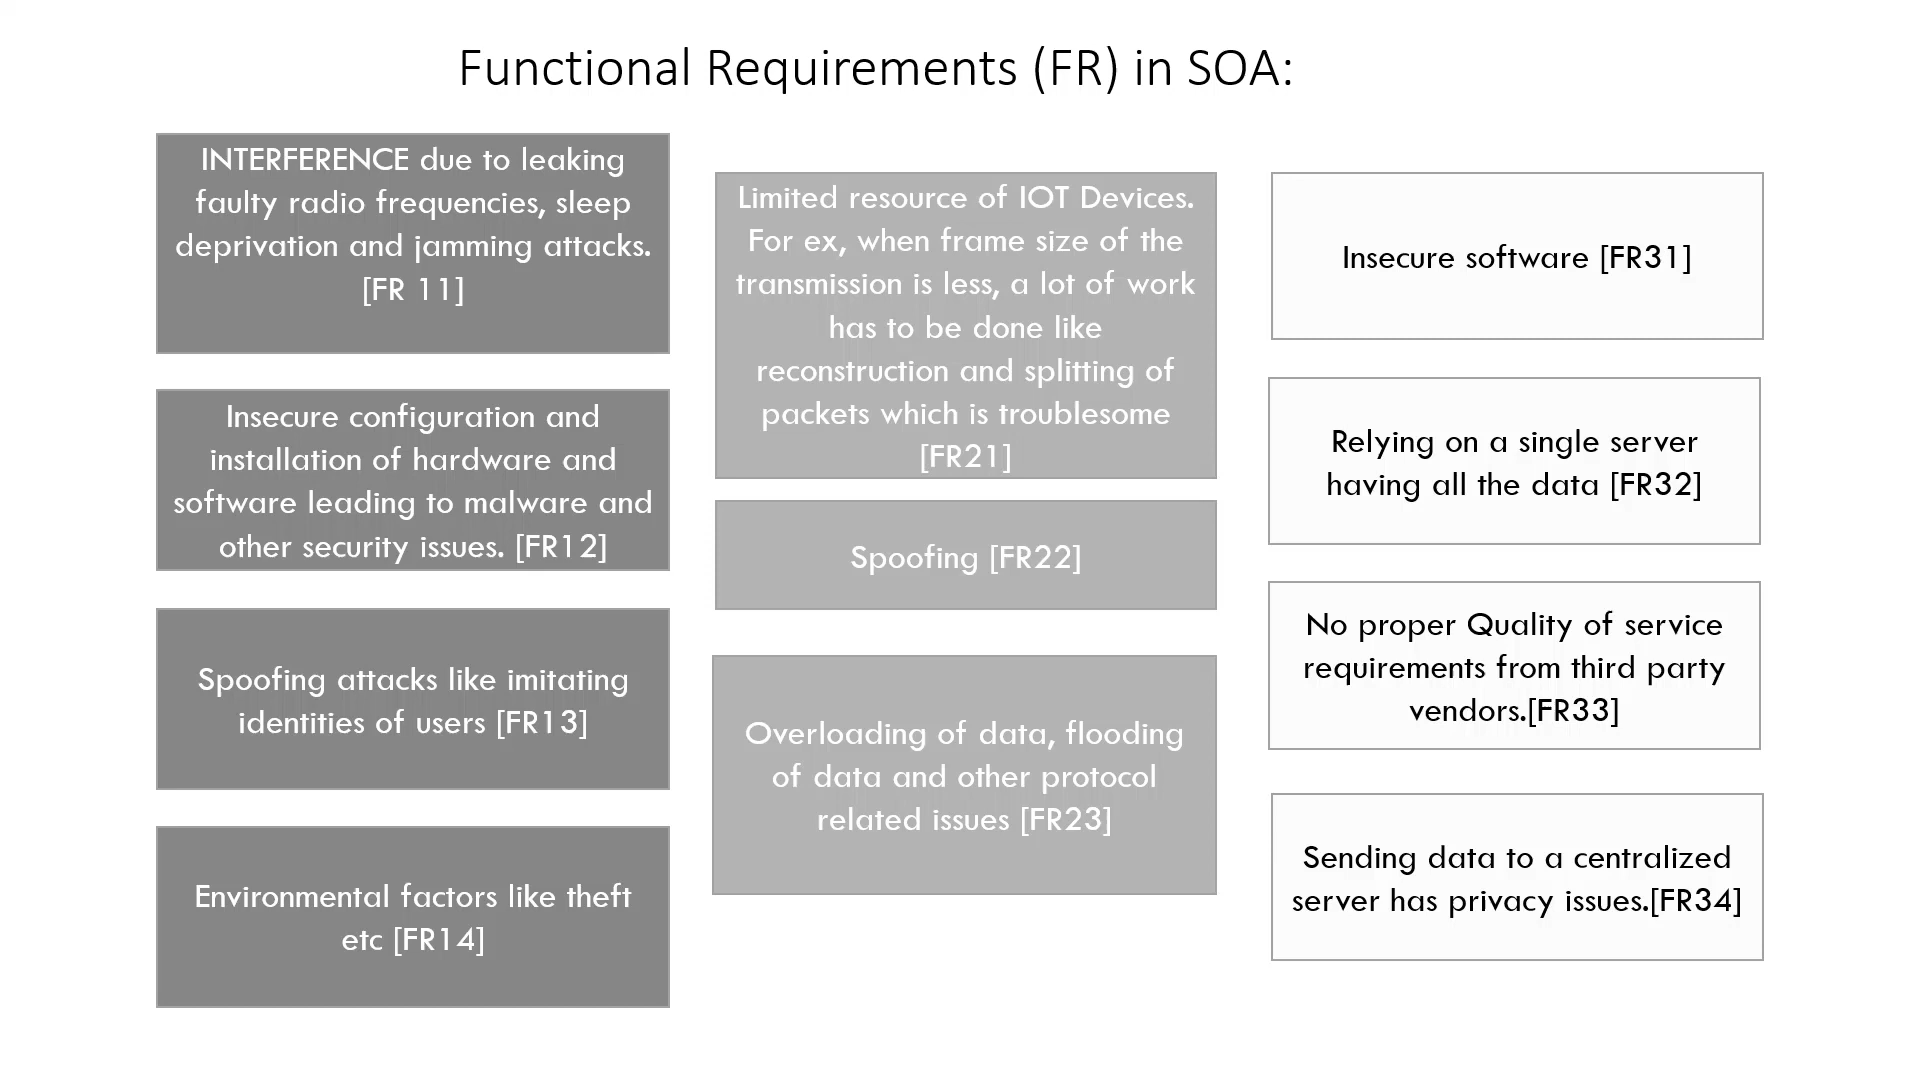 Functional Requirements (FR) in SOA:
INTERFERENCE due to leaking
faulty radio frequencies, sleep
deprivation and jamming attacks.
[FR 11]
Insecure configuration and
installation of hardware and
software leading to malware and
other security issues. [FR12]
Spoofing attacks like imitating
identities of users [FR13]
Environmental factors like theft
etc [FR14]
Limited resource of IOT Devices.
For ex, when frame size of the
transmission is less, a lot of work
has to be done like
reconstruction and splitting of
packets which is troublesome
[FR21]
Spoofing [FR22]
Overloading of data, flooding
of data and other protocol
related issues [FR23]
Insecure software [FR31]
Relying on a single server
having all the data [FR32]
No proper Quality of service
requirements from third party
vendors.[FR33]
Sending data to a centralized
server has privacy issues.[FR34]